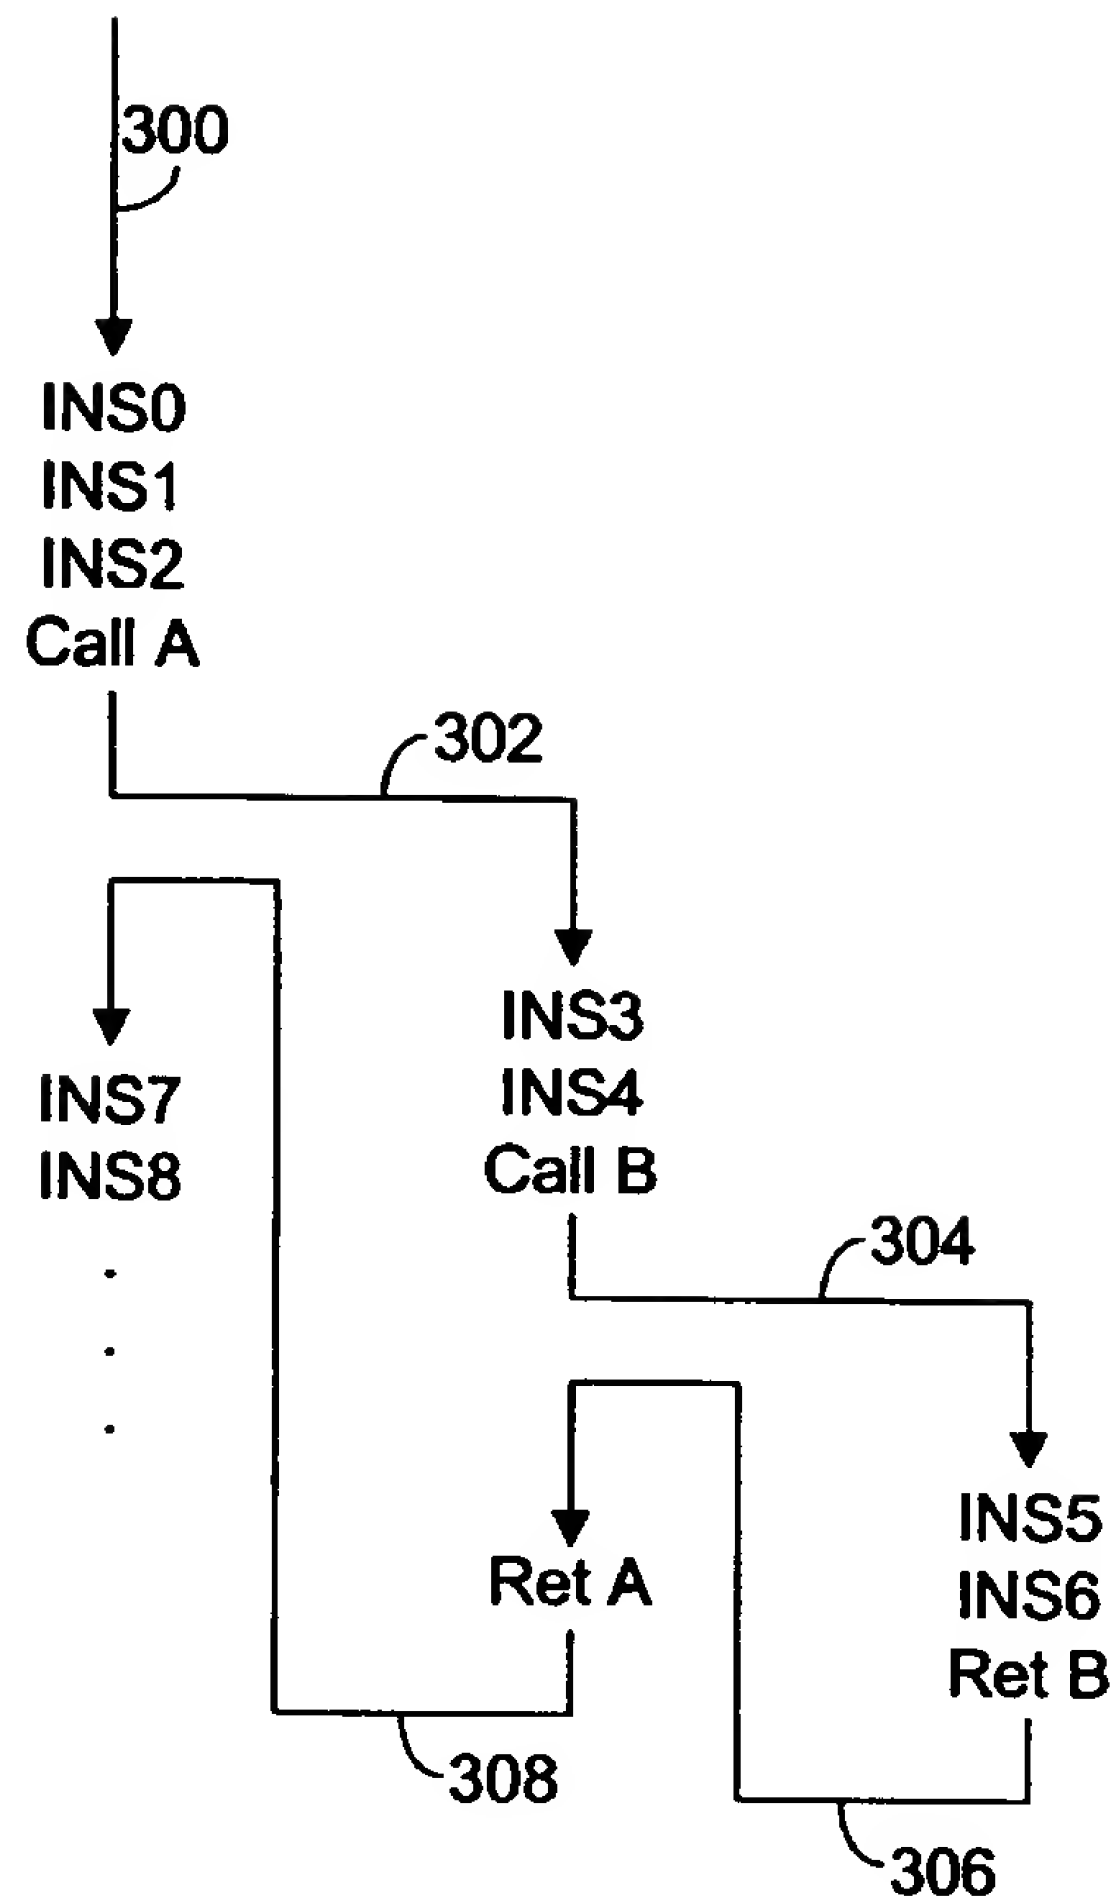 300
INS0
INS1
INS2
Call A
302
INS3
INS4
Call B
304
INS5
INS6
Ret B
306
Ret A
308
INS7
INS8
.
.
.